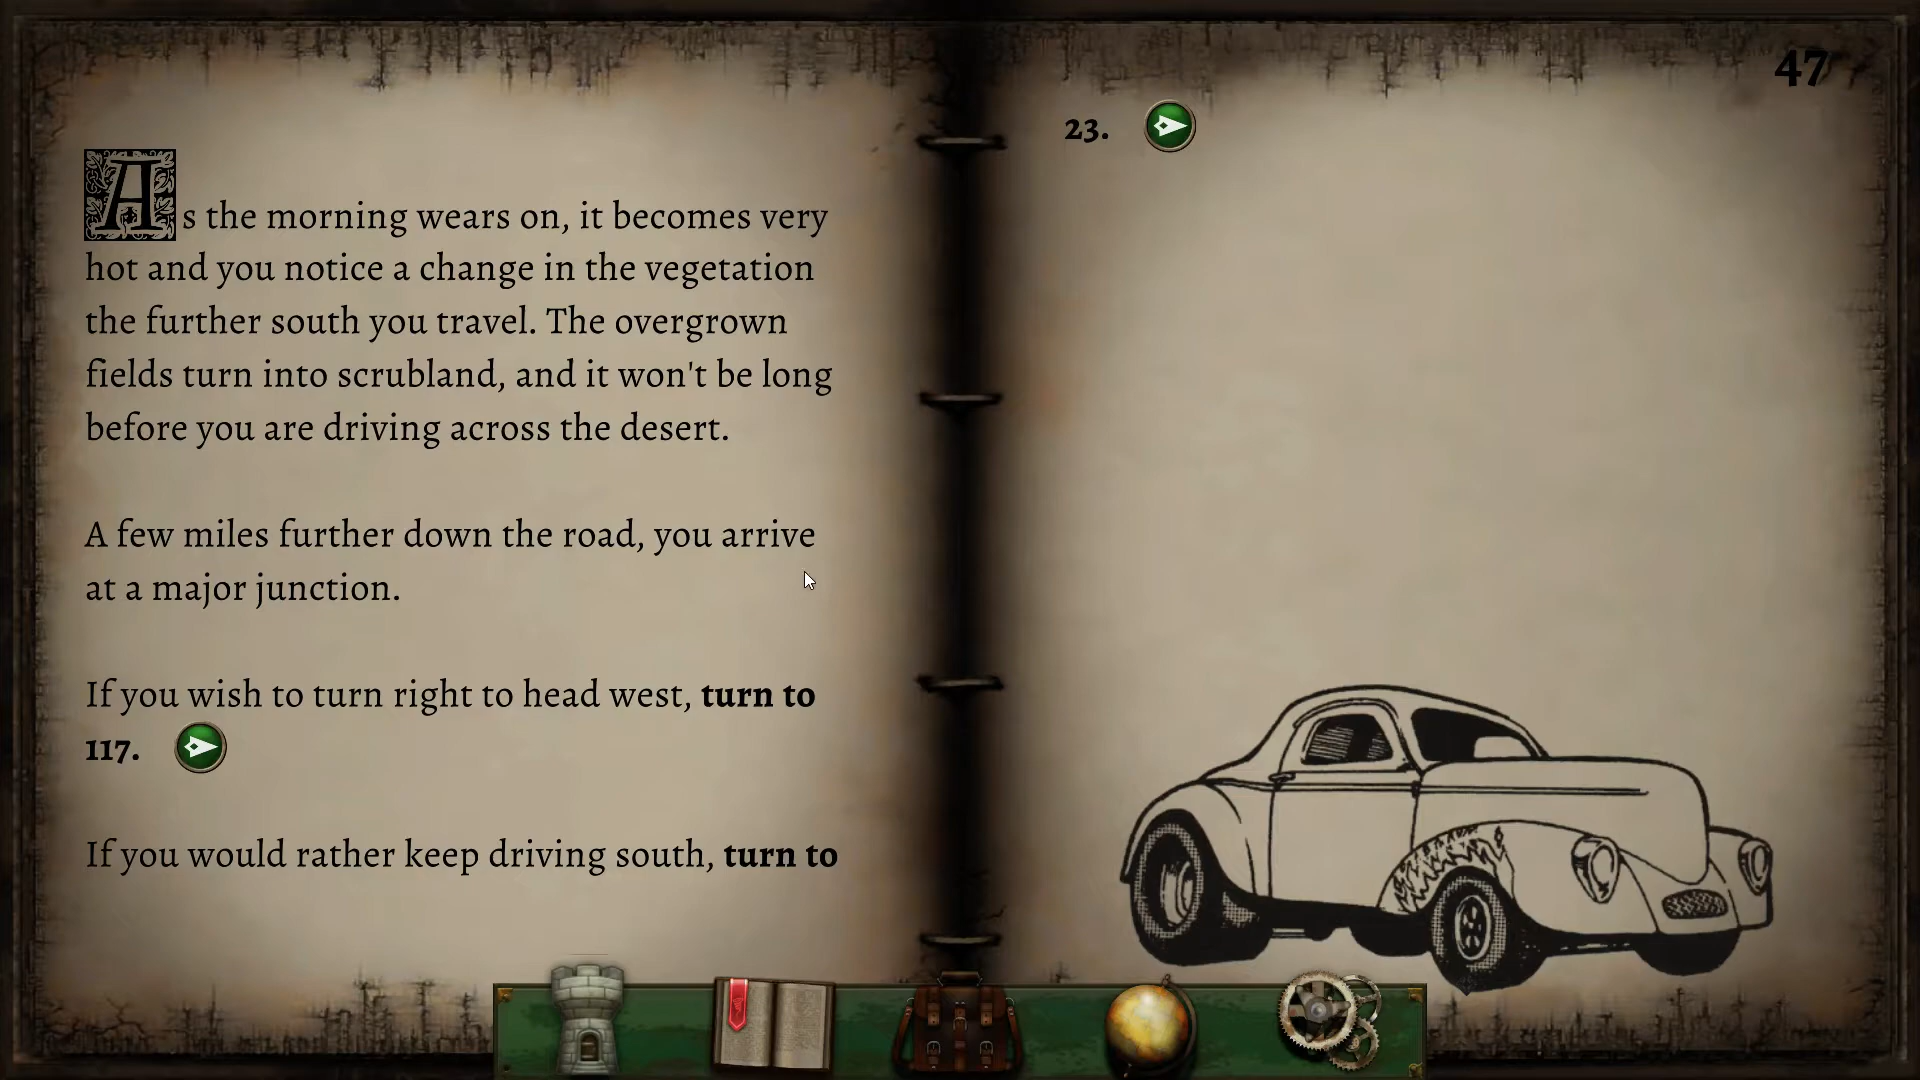 As the morning wears on, it becomes very
hot and you notice a change in the vegetation
the further south you travel. The overgrown
fields turn into scrubland, and it won't be long
before you are driving across the desert.
A few miles further down the road, you arrive
at a major junction.
If you wish to turn right to head west, turn to
117.
If you would rather keep driving south, turn to
47
23.